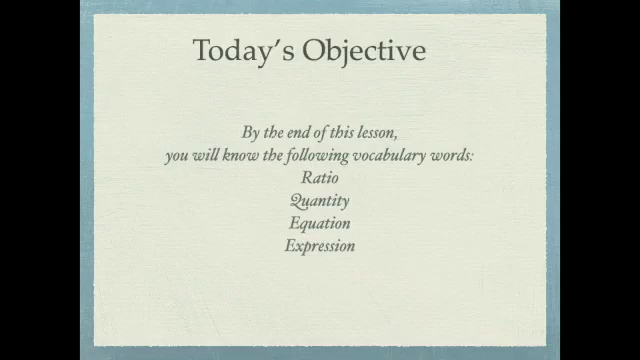 Today's Objective
By the end of this lesson,
you will know the following vocabulary words:
Ratio
Quantity
Equation
Expression